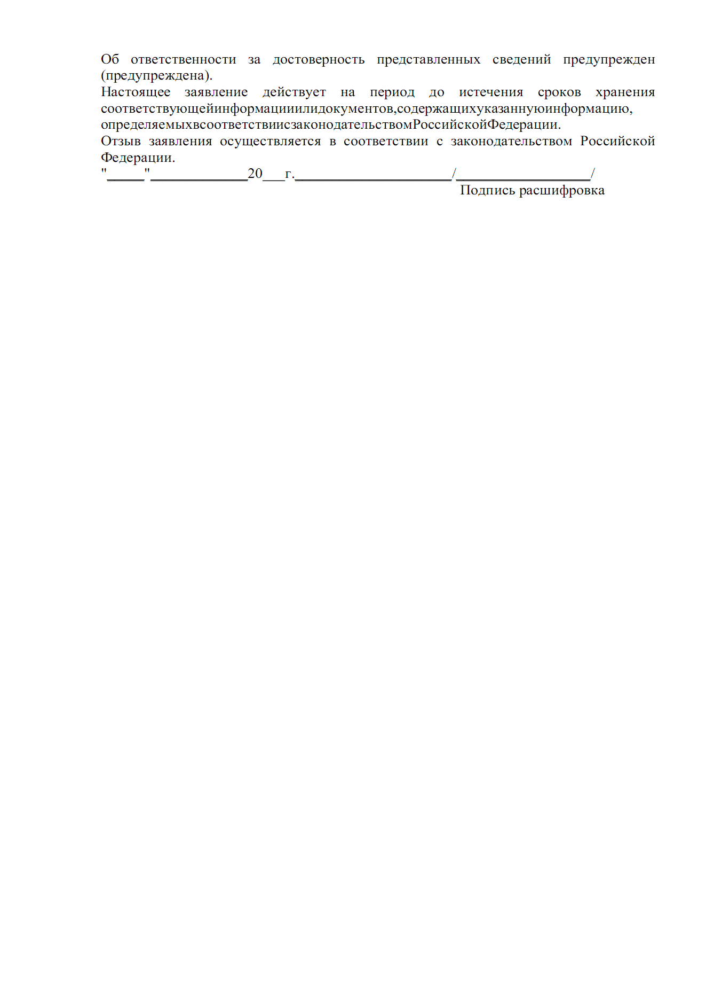 Об ответственности за достоверность представленных сведений предупрежден
(предупреждена).
Настоящее заявление действует на период до истечения сроков хранения
соответствующейинформацииилидокументов,содержащихуказаннуюинформацию,
определяемыхвсоответствиисзаконодательствомРоссийскойФедерации.
Отзыв заявления осуществляется в соответствии с законодательством Российской
Федерации.
"_____"_____________20___г._____________________/__________________/
Подпись расшифровка